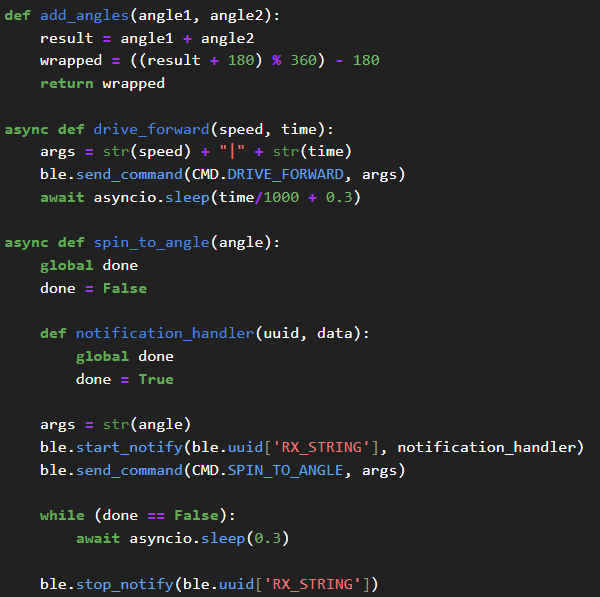 def add_angles(angle1, angle2):
    result = angle1 + angle2
    wrapped = ((result + 180) % 360) - 180
    return wrapped

async def drive_forward(speed, time):
    args = str(speed) + "|" + str(time)
    ble.send_command(CMD.DRIVE_FORWARD, args)
    await asyncio.sleep(time/1000 + 0.3)

async def spin_to_angle(angle):
    global done
    done = False

    def notification_handler(uuid, data):
        global done
        done = True

    args = str(angle)
    ble.start_notify(ble.uuid['RX_STRING'], notification_handler)
    ble.send_command(CMD.SPIN_TO_ANGLE, args)

    while (done == False):
        await asyncio.sleep(0.3)

    ble.stop_notify(ble.uuid['RX_STRING'])